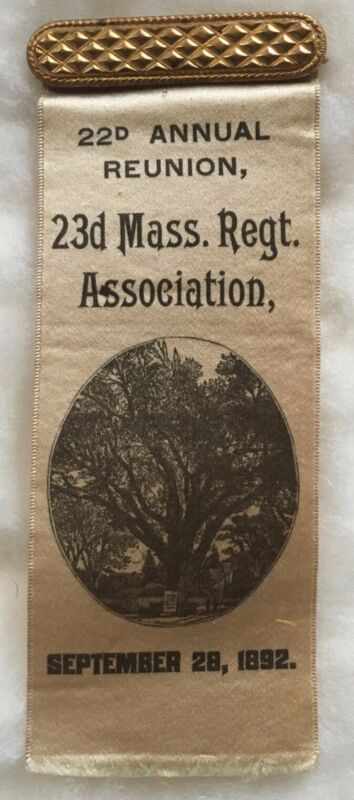 22D ANNUAL
REUNION,
23d Mass. Regt.
Association,
SEPTEMBER 28, 1892.